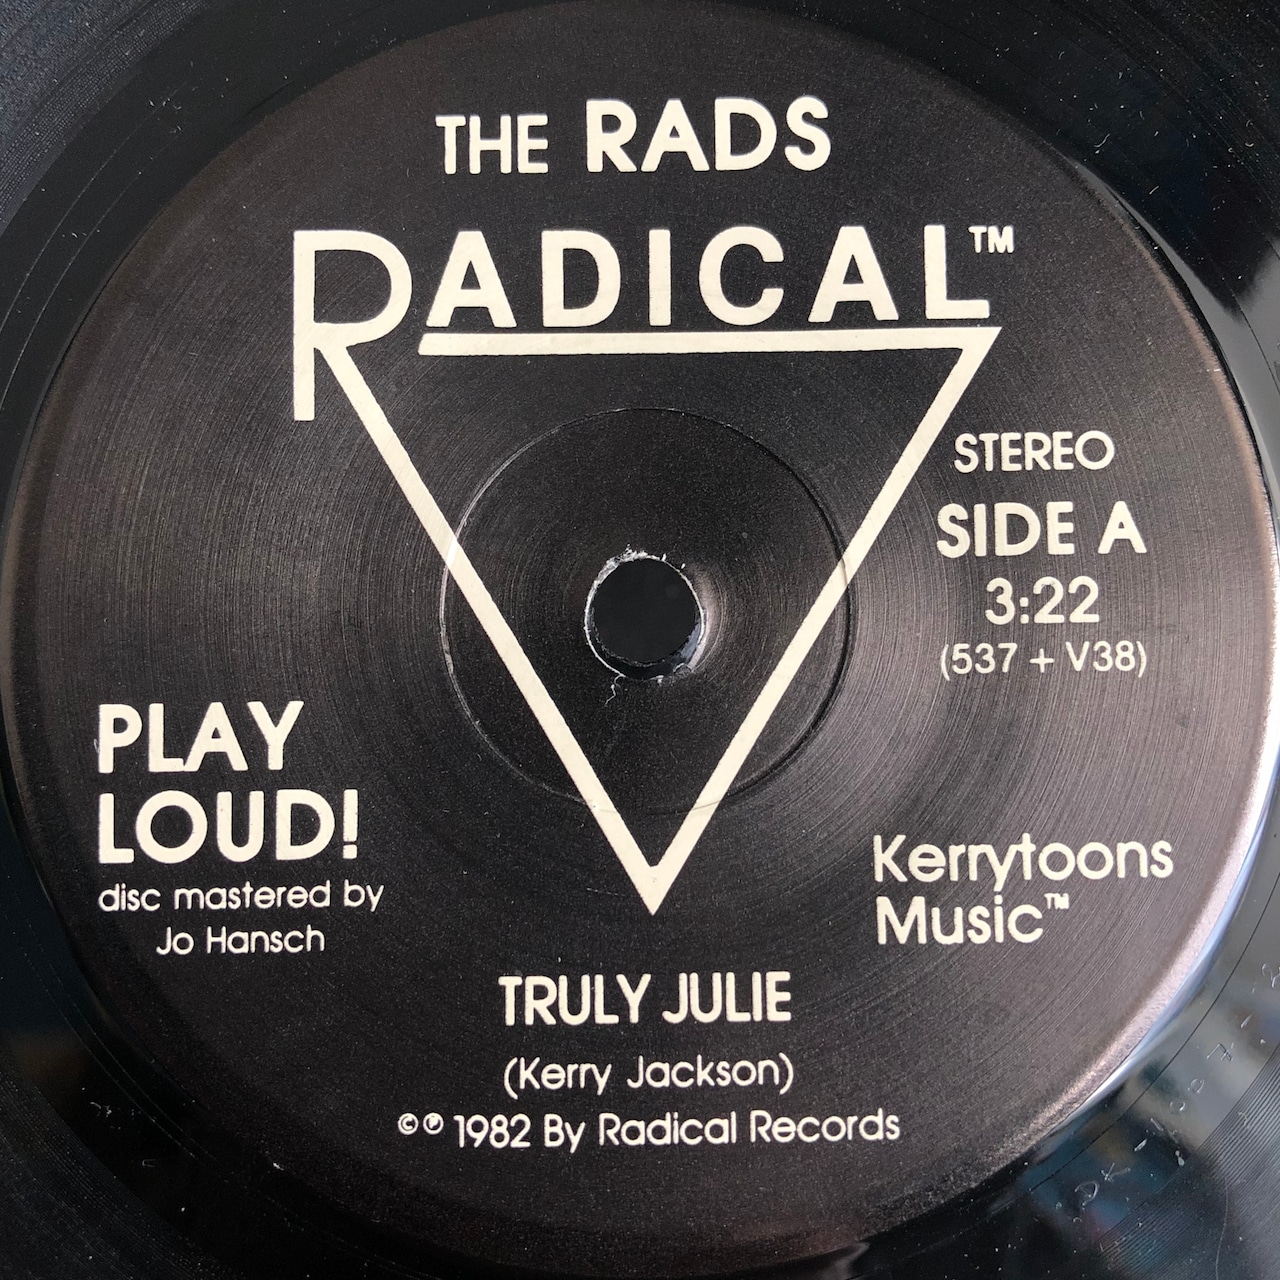 THE RADS
RADICAL™
STEREO
SIDE A
3:22
(537 + V38)
PLAY
LOUD!
disc mastered by
Jo Hansch
Kerrytoons
Music™
TRULY JULIE
(Kerry Jackson)
©℗ 1982 By Radical Records